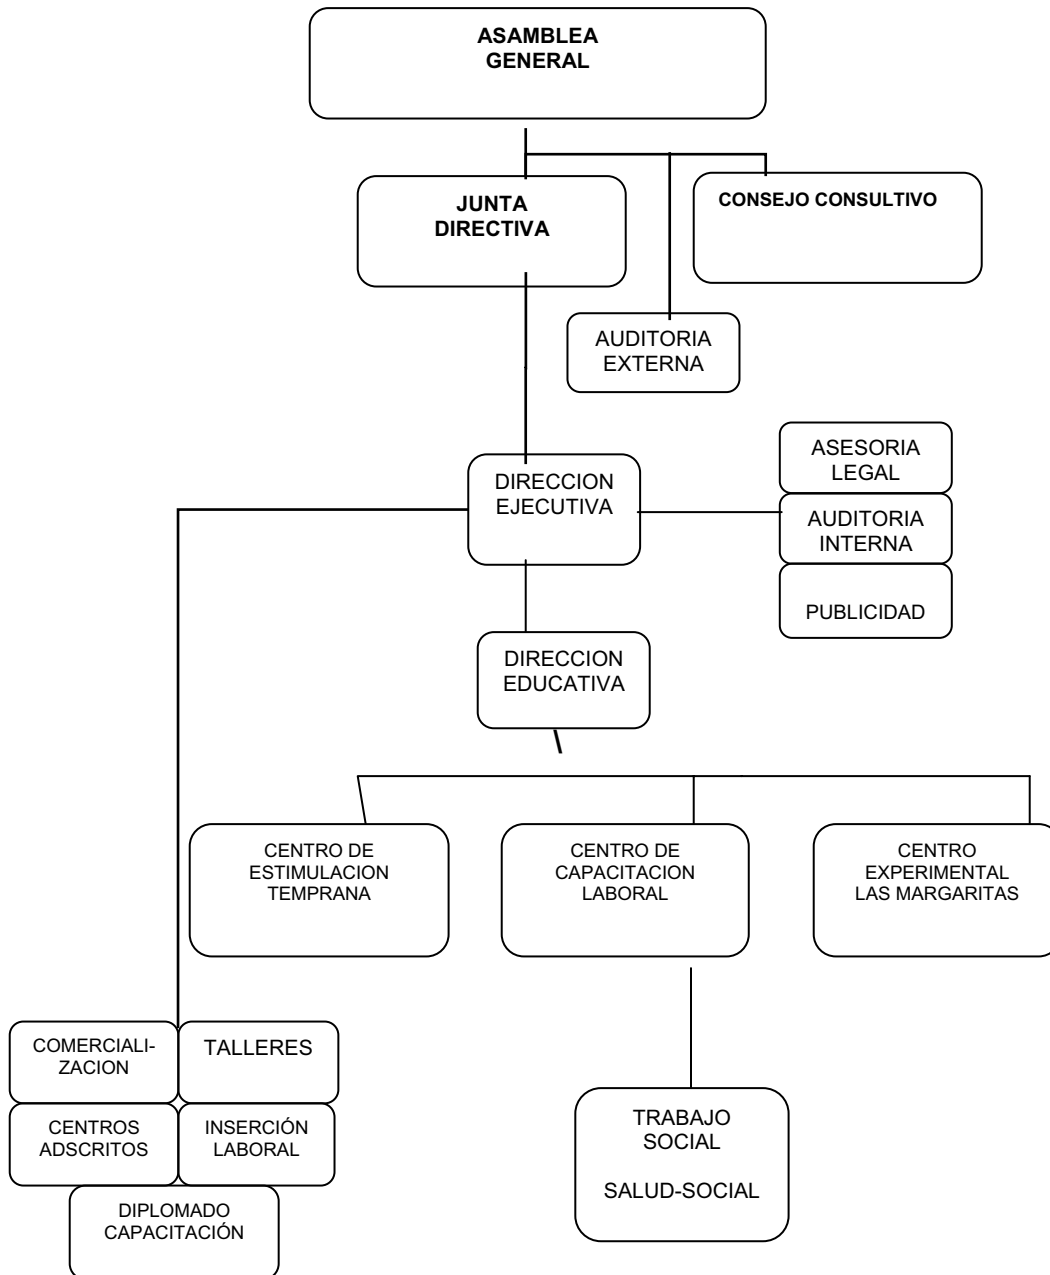 ASAMBLEA
GENERAL
JUNTA
DIRECTIVA
CONSEJO CONSULTIVO
AUDITORIA
EXTERNA
DIRECCION
EJECUTIVA
ASESORIA
LEGAL
AUDITORIA
INTERNA
PUBLICIDAD
DIRECCION
EDUCATIVA
CENTRO DE
ESTIMULACION
TEMPRANA
CENTRO DE
CAPACITACION
LABORAL
CENTRO
EXPERIMENTAL
LAS MARGARITAS
COMERCIALI-
ZACION
TALLERES
CENTROS
ADSCRITOS
INSERCIÓN
LABORAL
DIPLOMADO
CAPACITACIÓN
TRABAJO
SOCIAL
SALUD-SOCIAL